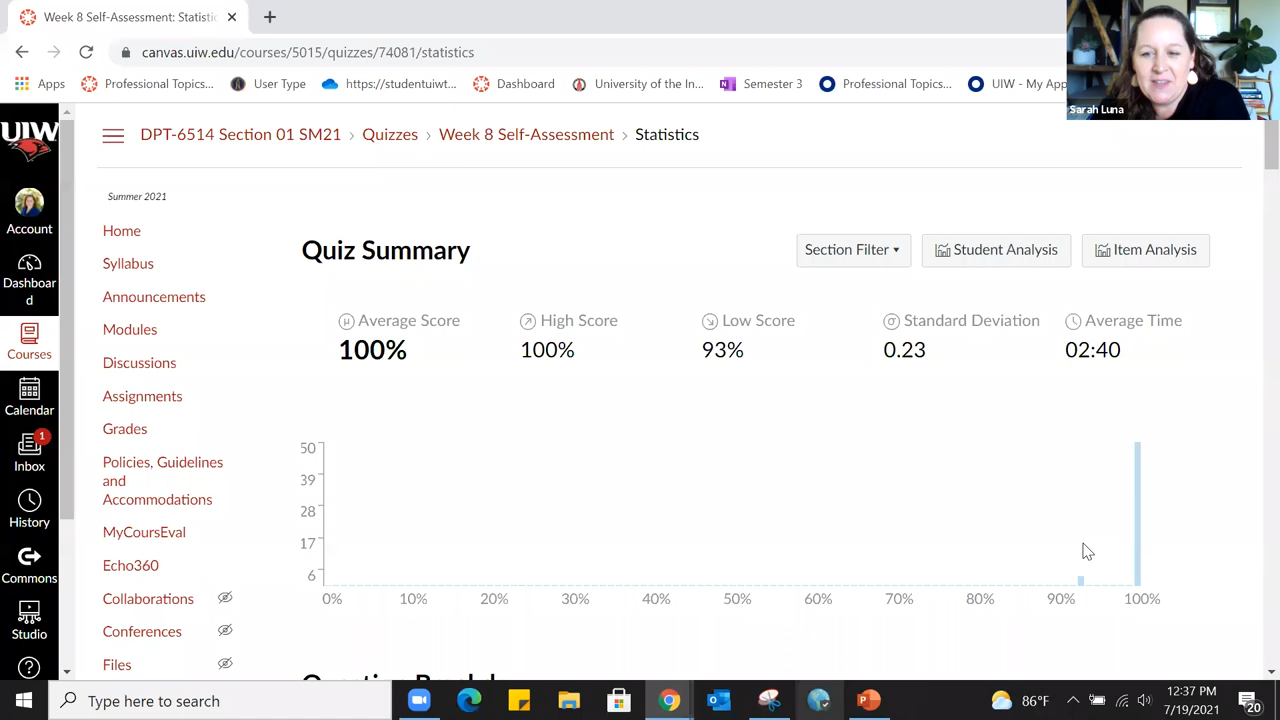 Week 8 Self-Assessment: Statistic
canvas.uiw.edu/courses/5015/quizzes/74081/statistics
Apps
Professional Topics...
User Type
https://studentuiwt...
Dashboard
University of the In...
Semester 3
Professional Topics...
UIW - My App
Sarah Luna
UIW
Account
Dashboar
d
Courses
Calendar
1
Inbox
History
Commons
Studio
DPT-6514 Section 01 SM21 › Quizzes › Week 8 Self-Assessment › Statistics
Summer 2021
Home
Syllabus
Announcements
Modules
Discussions
Assignments
Grades
Policies, Guidelines
and
Accommodations
MyCoursEval
Echo360
Collaborations
Conferences
Files
Quiz Summary
Section Filter
Student Analysis
Item Analysis
μ Average Score
100%
High Score
100%
Low Score
93%
σ Standard Deviation
0.23
Average Time
02:40
50
39
28
17
6
0% 10% 20% 30% 40% 50% 60% 70% 80% 90% 100%
Type here to search
86°F
12:37 PM
7/19/2021
20